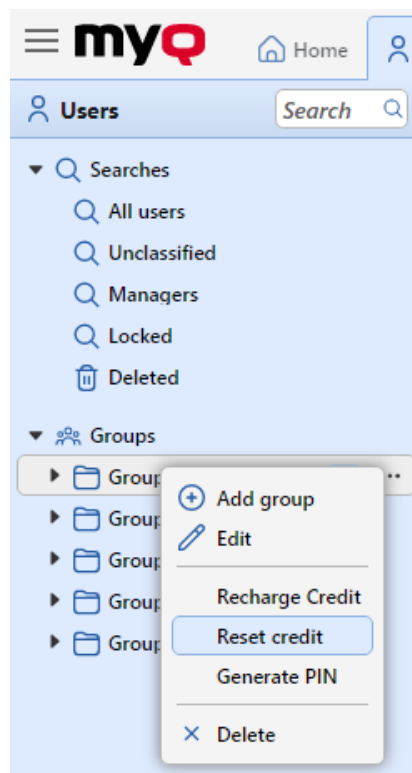 myQ
Home
Users
Search
Searches
All users
Unclassified
Managers
Locked
Deleted
Groups
Add group
Edit
Recharge Credit
Reset credit
Generate PIN
Delete